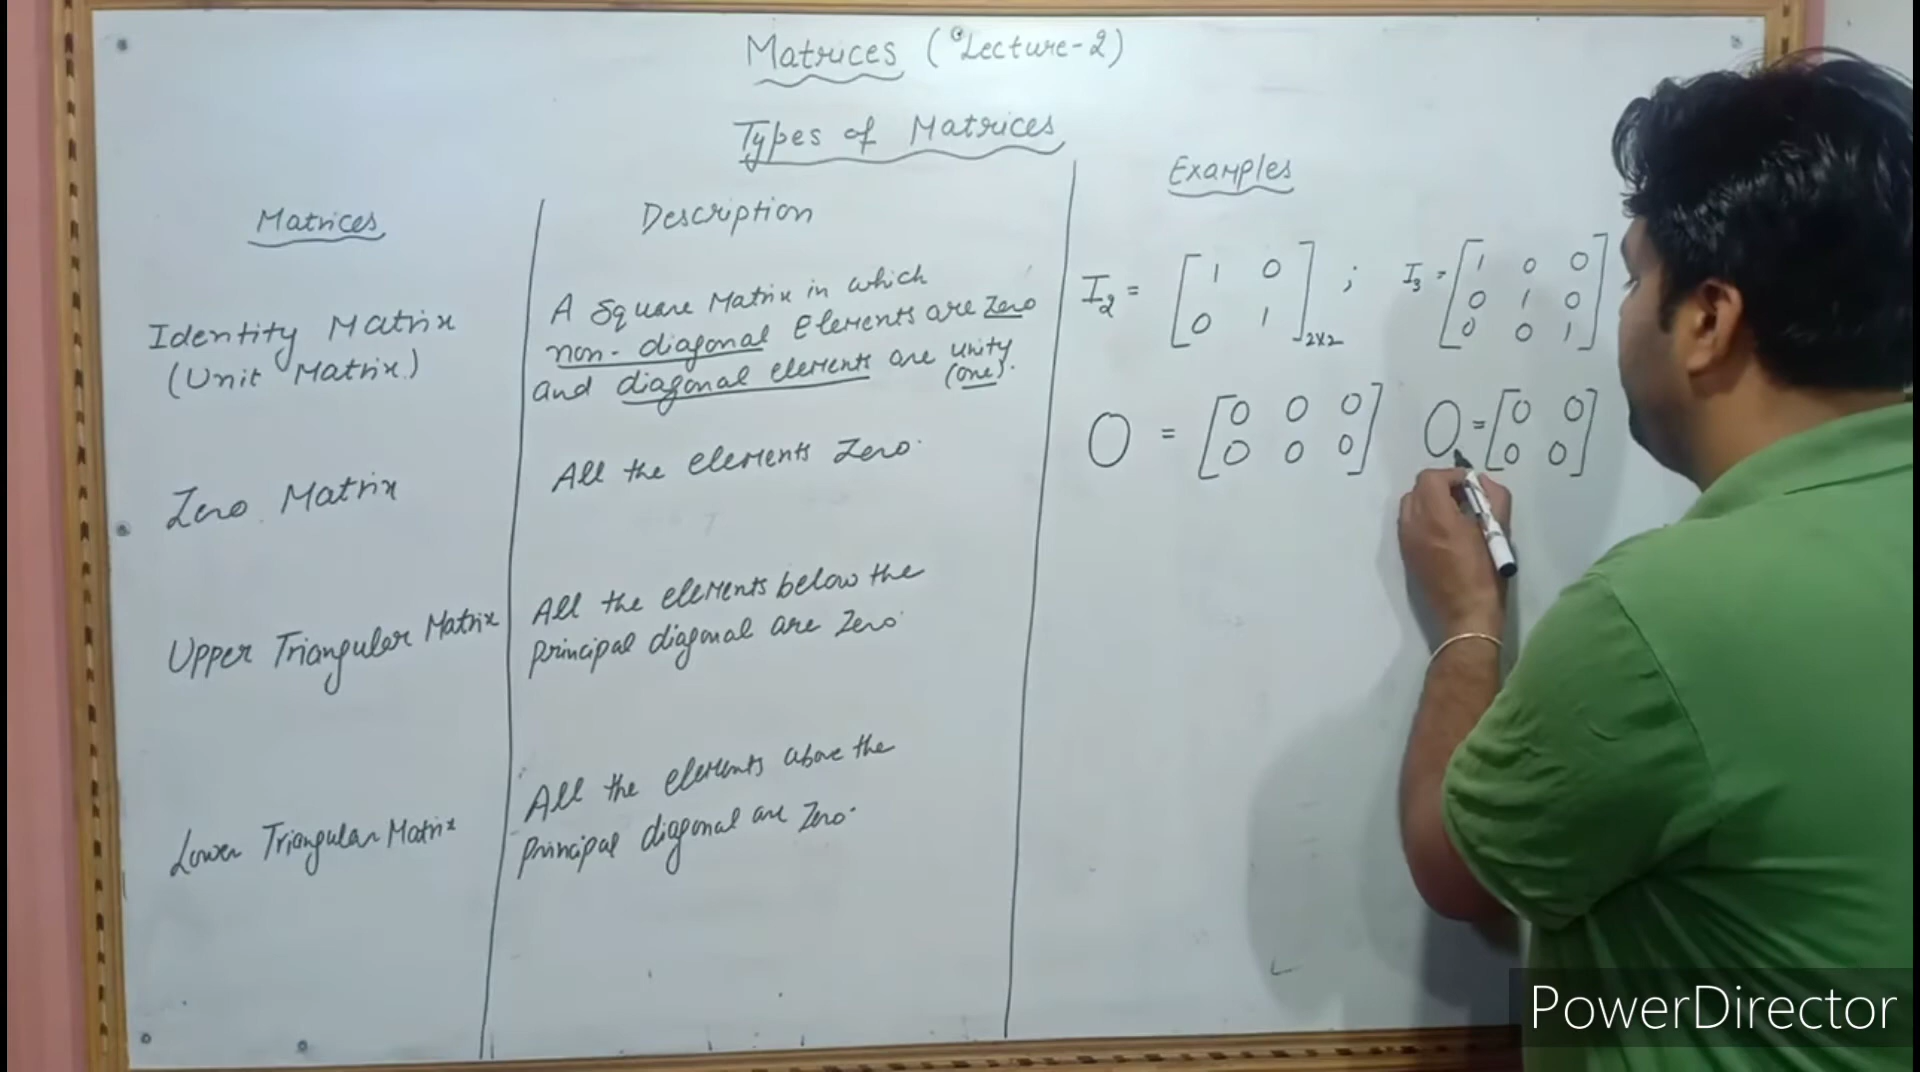 Matrices (Lecture-2)
Types of Matrices
Matrices
Description
Examples
Identity Matrix
(Unit Matrix)
A Square Matrix in which
non-diagonal Elements are Zero
and diagonal elements are unity
(one).
I2 = [1 0
0 1]2x2 ; I3 = [1 0 0
0 1 0
0 0 1]
Zero Matrix
All the elements Zero.
O = [0 0 0
0 0 0]
O = [0 0
0 0]
Upper Triangular Matrix
All the elements below the
principal diagonal are Zero.
Lower Triangular Matrix
All the elements above the
principal diagonal are Zero.
PowerDirector